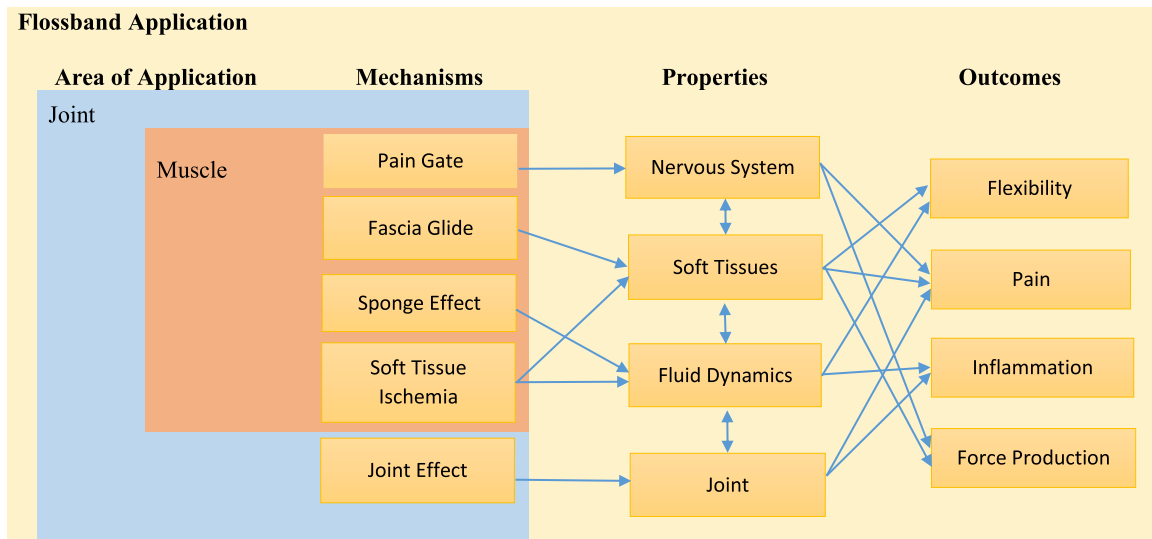 Flossband Application
Area of Application
Mechanisms
Properties
Outcomes
Joint
Muscle
Pain Gate
Fascia Glide
Sponge Effect
Soft Tissue
Ischemia
Joint Effect
Nervous System
Soft Tissues
Fluid Dynamics
Joint
Flexibility
Pain
Inflammation
Force Production